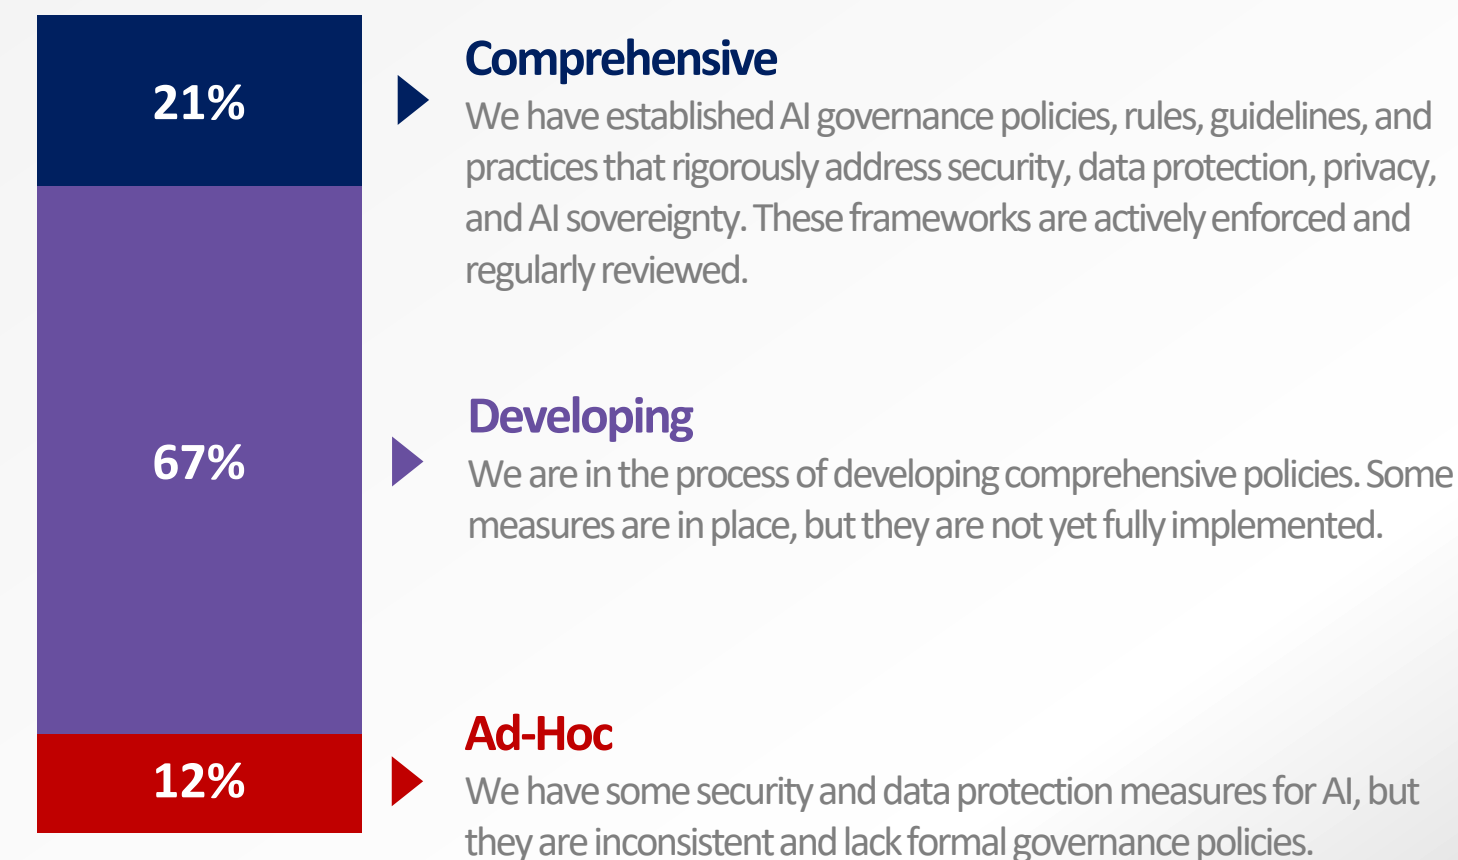 21%
Comprehensive
We have established AI governance policies, rules, guidelines, and
practices that rigorously address security, data protection, privacy,
and AI sovereignty. These frameworks are actively enforced and
regularly reviewed.
67%
Developing
We are in the process of developing comprehensive policies. Some
measures are in place, but they are not yet fully implemented.
12%
Ad-Hoc
We have some security and data protection measures for AI, but
they are inconsistent and lack formal governance policies.